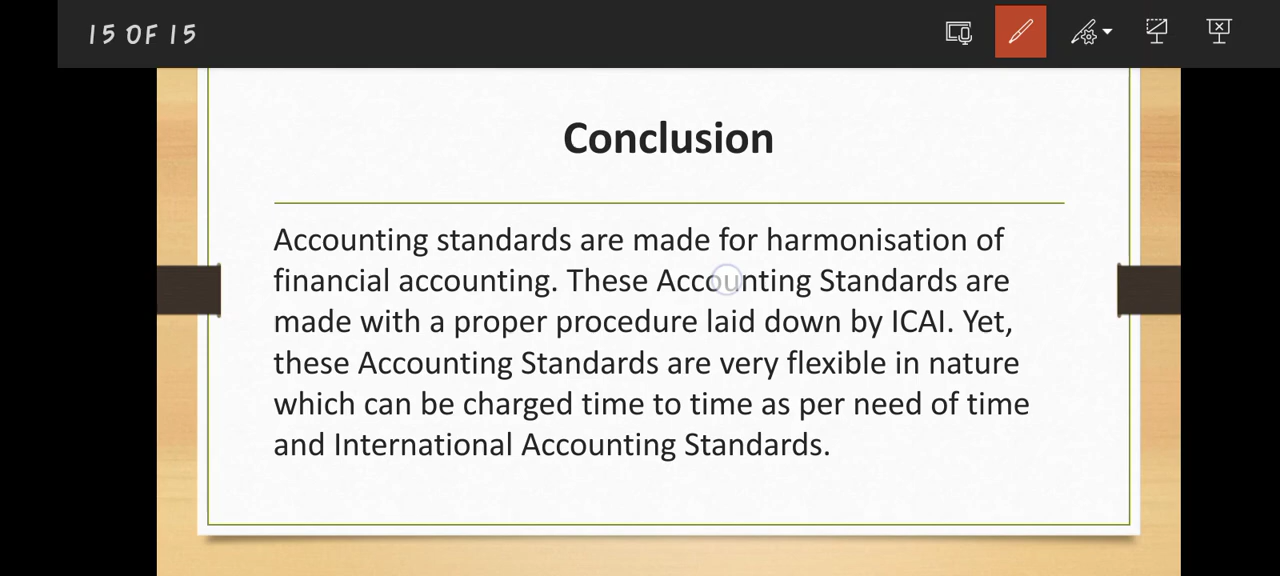 15 OF 15
Conclusion
Accounting standards are made for harmonisation of
financial accounting. These Accounting Standards are
made with a proper procedure laid down by ICAI. Yet,
these Accounting Standards are very flexible in nature
which can be charged time to time as per need of time
and International Accounting Standards.